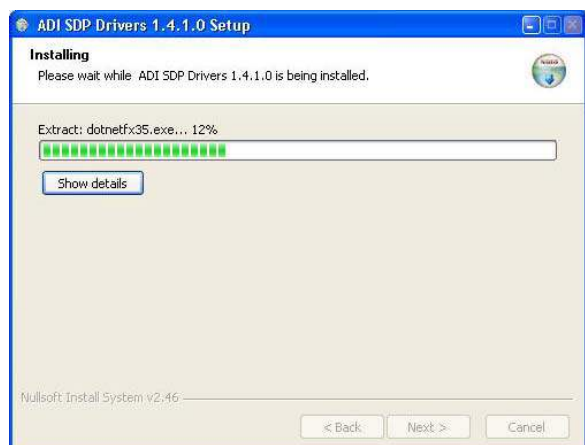 ADI SDP Drivers 1.4.1.0 Setup
Installing
Please wait while ADI SDP Drivers 1.4.1.0 is being installed.
Extract: dotnetfx35.exe... 12%
Show details
Nullsoft Install System v2.46
< Back
Next >
Cancel